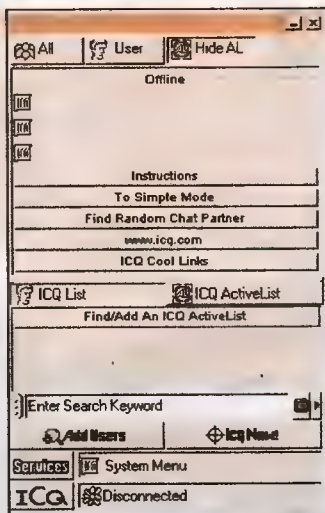 All User Hide AL
Offline
Instructions
To Simple Mode
Find Random Chat Partner
www.icq.com
ICQ Cool Links
ICQ List ICQ ActiveList
Find/Add An ICQ ActiveList
Enter Search Keyword
Add Users Icq Now!
Services System Menu
ICQ Disconnected